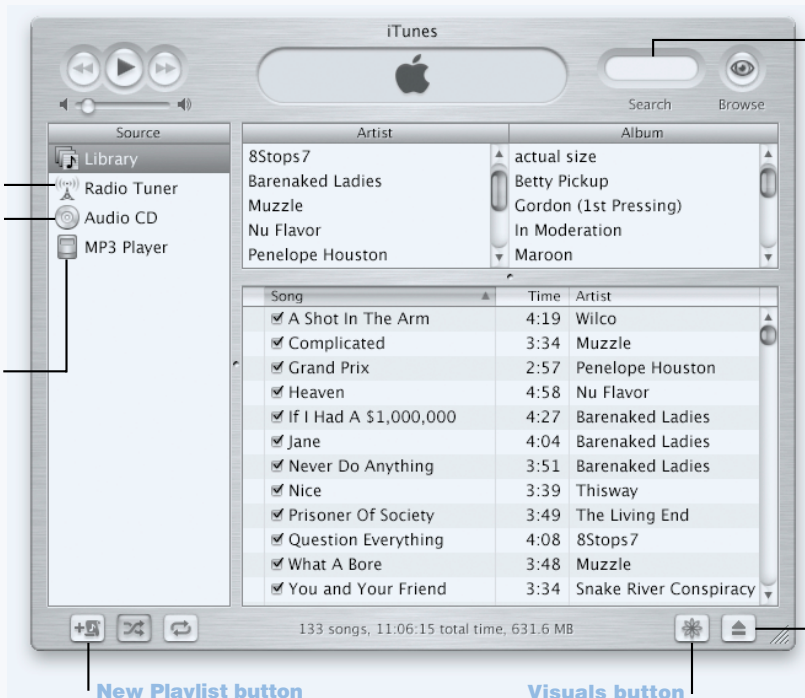 iTunes
Search
Browse
Source
Library
Radio Tuner
Audio CD
MP3 Player
Artist
Album
8Stops7
Barenaked Ladies
Muzzle
Nu Flavor
Penelope Houston
actual size
Betty Pickup
Gordon (1st Pressing)
In Moderation
Maroon
Song Time Artist
A Shot In The Arm 4:19 Wilco
Complicated 3:34 Muzzle
Grand Prix 2:57 Penelope Houston
Heaven 4:58 Nu Flavor
If I Had A $1,000,000 4:27 Barenaked Ladies
Jane 4:04 Barenaked Ladies
Never Do Anything 3:51 Barenaked Ladies
Nice 3:39 Thisway
Prisoner Of Society 3:49 The Living End
Question Everything 4:08 8Stops7
What A Bore 3:48 Muzzle
You and Your Friend 3:34 Snake River Conspiracy
133 songs, 11:06:15 total time, 631.6 MB
New Playlist button
Visuals button